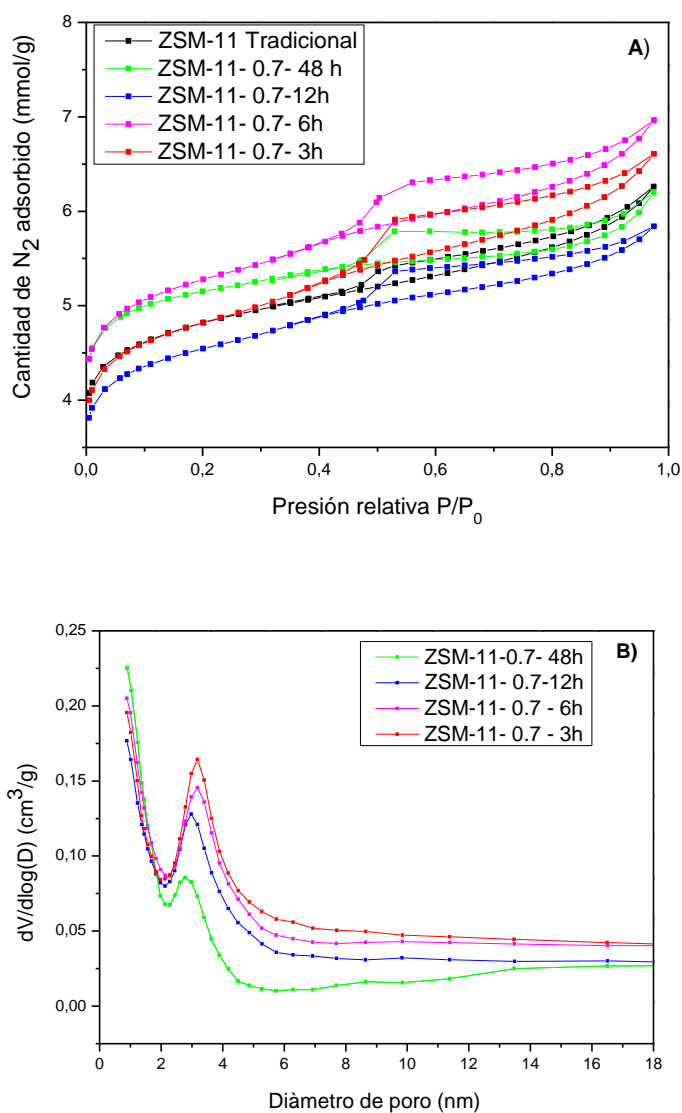 A)
ZSM-11 Tradicional
ZSM-11- 0.7- 48 h
ZSM-11- 0.7-12h
ZSM-11- 0.7- 6h
ZSM-11- 0.7- 3h
Cantidad de N2 adsorbido (mmol/g)
8
7
6
5
4
0,0 0,2 0,4 0,6 0,8 1,0
Presión relativa P/P0
B)
ZSM-11-0.7- 48h
ZSM-11- 0.7-12h
ZSM-11- 0.7 - 6h
ZSM-11- 0.7 - 3h
dV/dlog(D) (cm3/g)
0,25
0,20
0,15
0,10
0,05
0,00
0 2 4 6 8 10 12 14 16 18
Diàmetro de poro (nm)